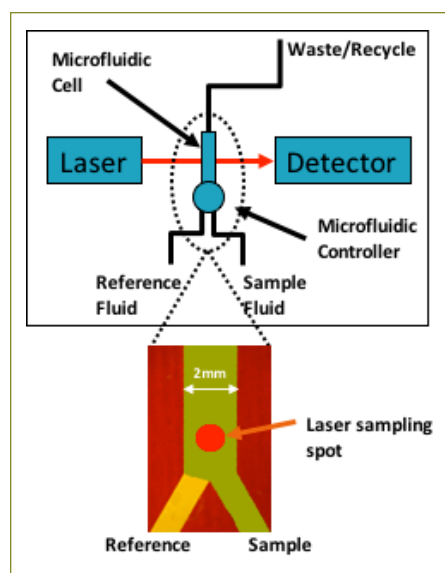 Microfluidic
Cell
Waste/Recycle
Laser
Detector
Microfluidic
Controller
Reference
Fluid
Sample
Fluid
2mm
Laser sampling
spot
Reference
Sample